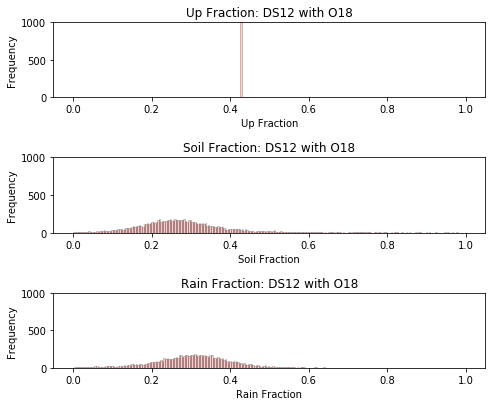 Up Fraction: DS12 with O18
1000
500
0
Frequency
0.0 0.2 0.4 0.6 0.8 1.0
Up Fraction
Soil Fraction: DS12 with O18
1000
500
0
Frequency
0.0 0.2 0.4 0.6 0.8 1.0
Soil Fraction
Rain Fraction: DS12 with O18
1000
500
0
Frequency
0.0 0.2 0.4 0.6 0.8 1.0
Rain Fraction